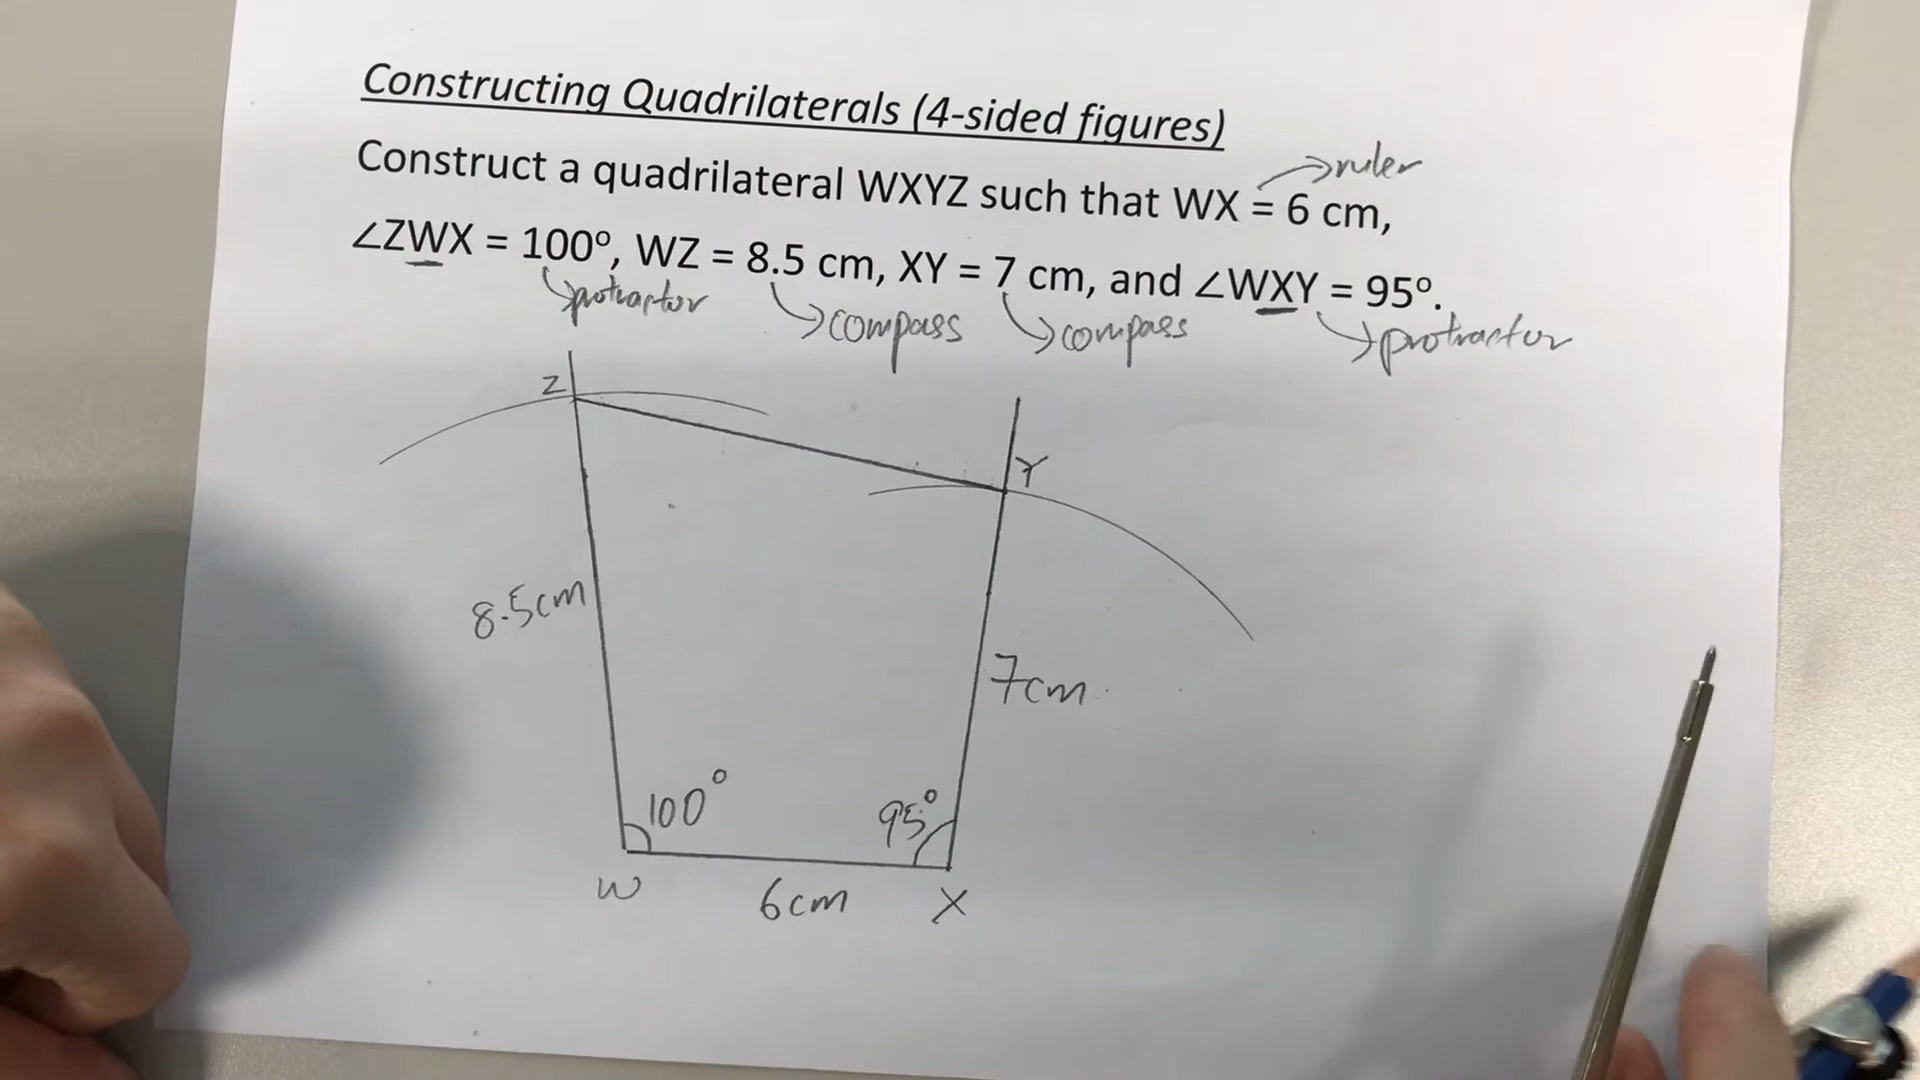 Constructing Quadrilaterals (4-sided figures)
Construct a quadrilateral WXYZ such that WX = 6 cm,
ruler
∠ZWX = 100°, WZ = 8.5 cm, XY = 7 cm, and ∠WXY = 95°.
protractor
compass
compass
protractor
Z
Y
8.5cm
7cm
100°
95°
W
6cm
X